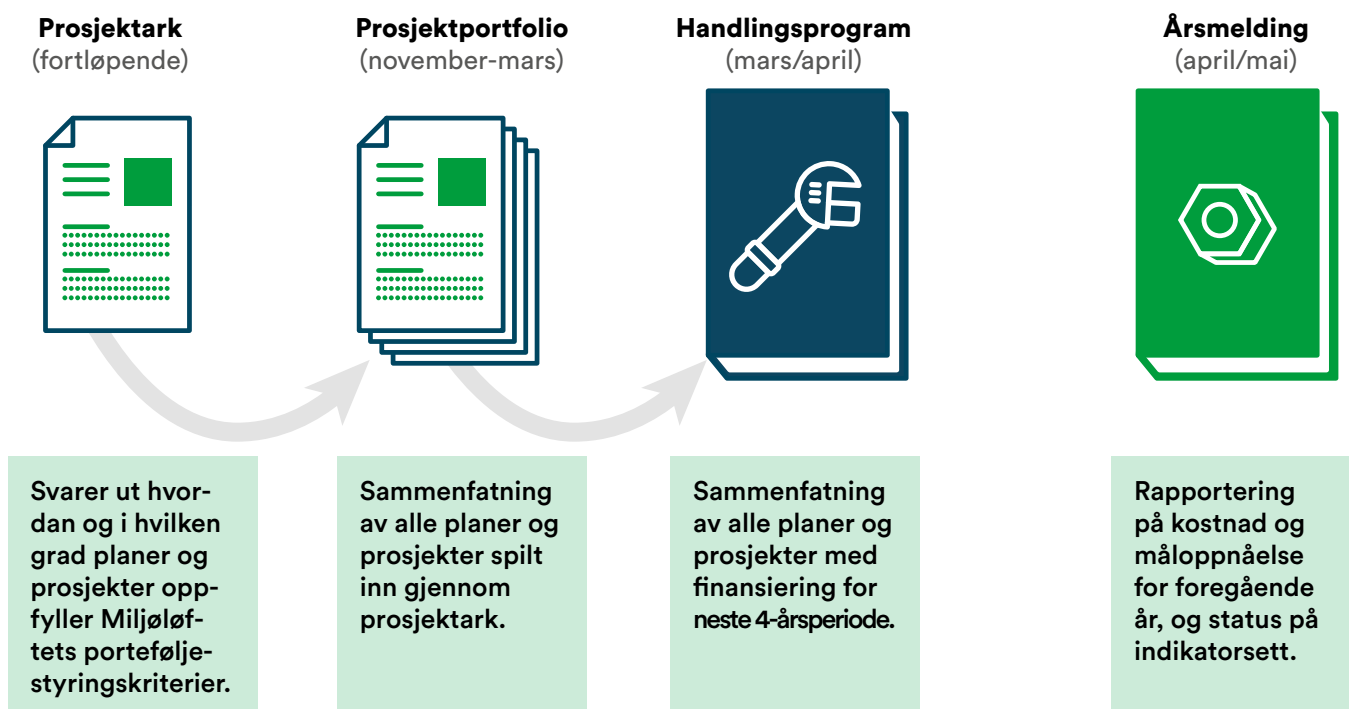 Prosjektark
(fortløpende)
Prosjektportfolio
(november-mars)
Handlingsprogram
(mars/april)
Årsmelding
(april/mai)
Svarer ut hvor-
dan og i hvilken
grad planer og
prosjekter opp-
fyller Miljøløf-
tets portefølje-
styringskriterier.
Sammenfatning
av alle planer og
prosjekter spilt
inn gjennom
prosjektark.
Sammenfatning
av alle planer og
prosjekter med
finansiering for
neste 4-årsperiode.
Rapportering
på kostnad og
måloppnåelse
for foregående
år, og status på
indikatorsett.